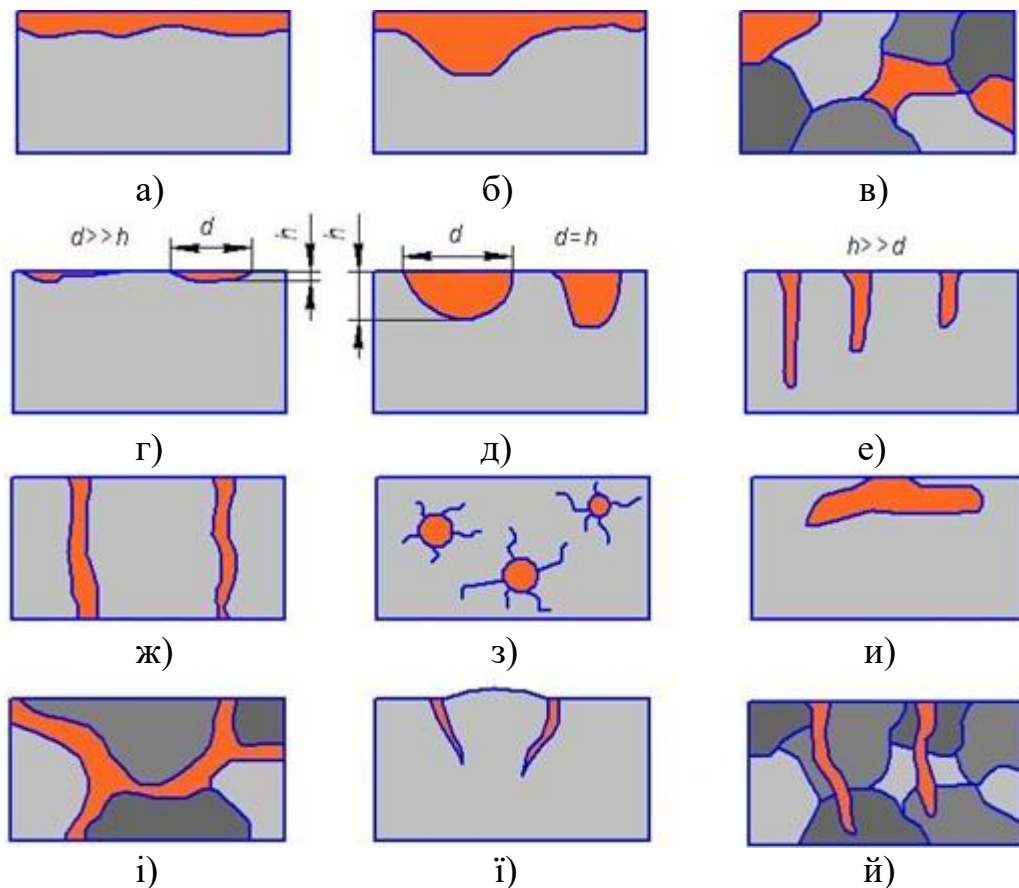 а) б) в)
d>>h d h h d d=h h>>d
г) д) е)
ж) з) и)
і) ї) й)